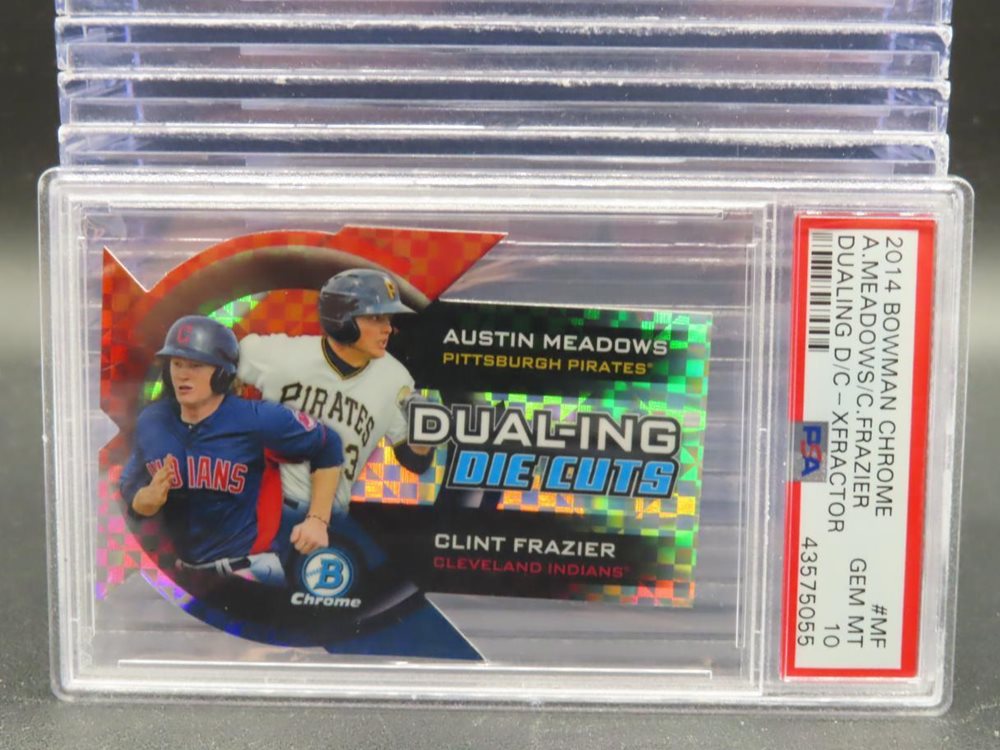 AUSTIN MEADOWS
PITTSBURGH PIRATES®
DUAL-ING
DIE CUTS
CLINT FRAZIER
CLEVELAND INDIANS®
PIRATES
3
INDIANS
C
P
B
Chrome
2014 BOWMAN CHROME #MF
A.MEADOWS/C.FRAZIER GEM MT
DUALING D/C - XFRACTOR 10
PSA 43575055